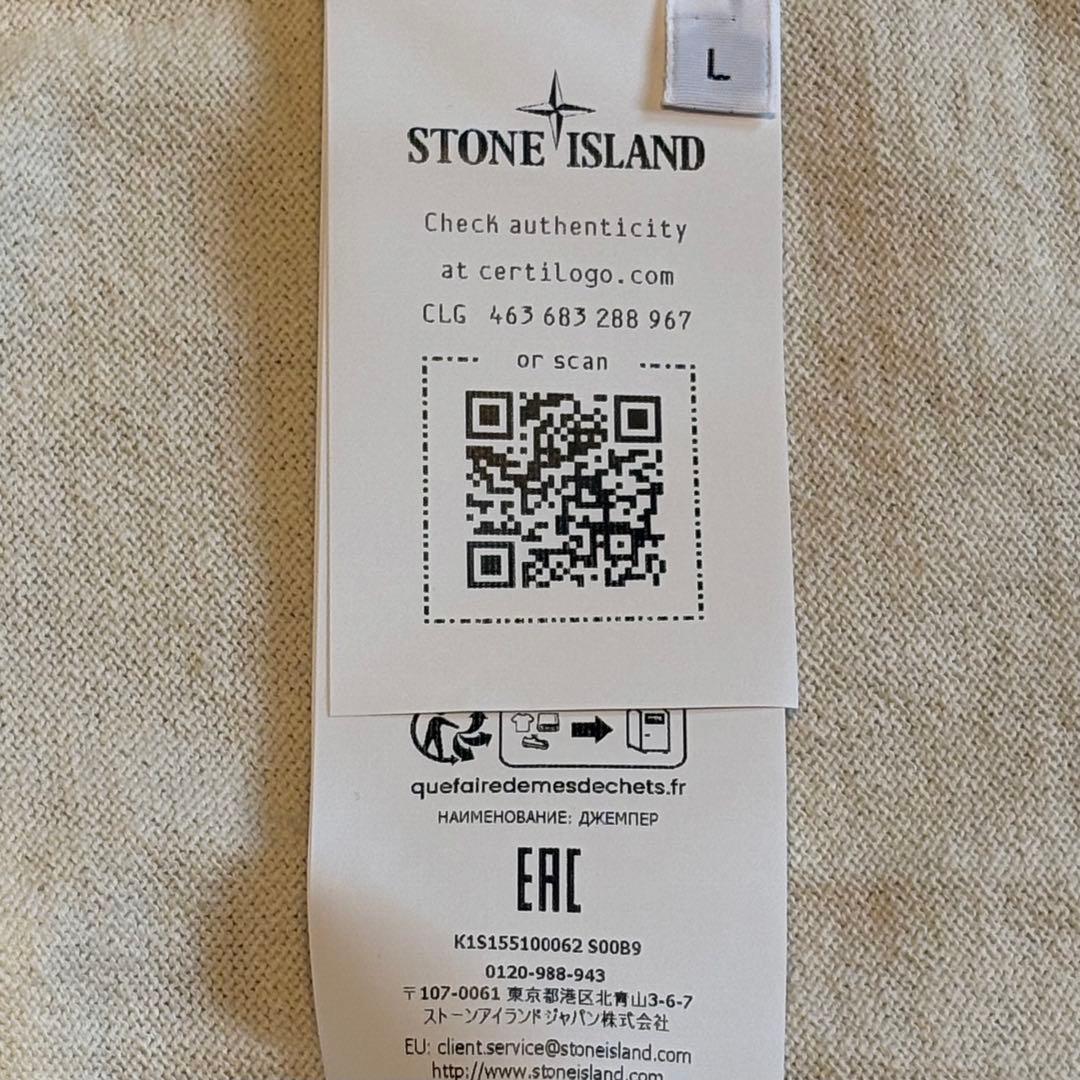 L
STONE ISLAND
Check authenticity
at certilogo.com
CLG 463 683 288 967
or scan
quefairedemesdechets.fr
НАИМЕНОВАНИЕ: ДЖЕМПЕР
EAC
K1S155100062 S00B9
0120-988-943
〒107-0061 東京都港区北青山3-6-7
ストーンアイランドジャパン株式会社
EU: client.service@stoneisland.com
http://www.stoneisland.com